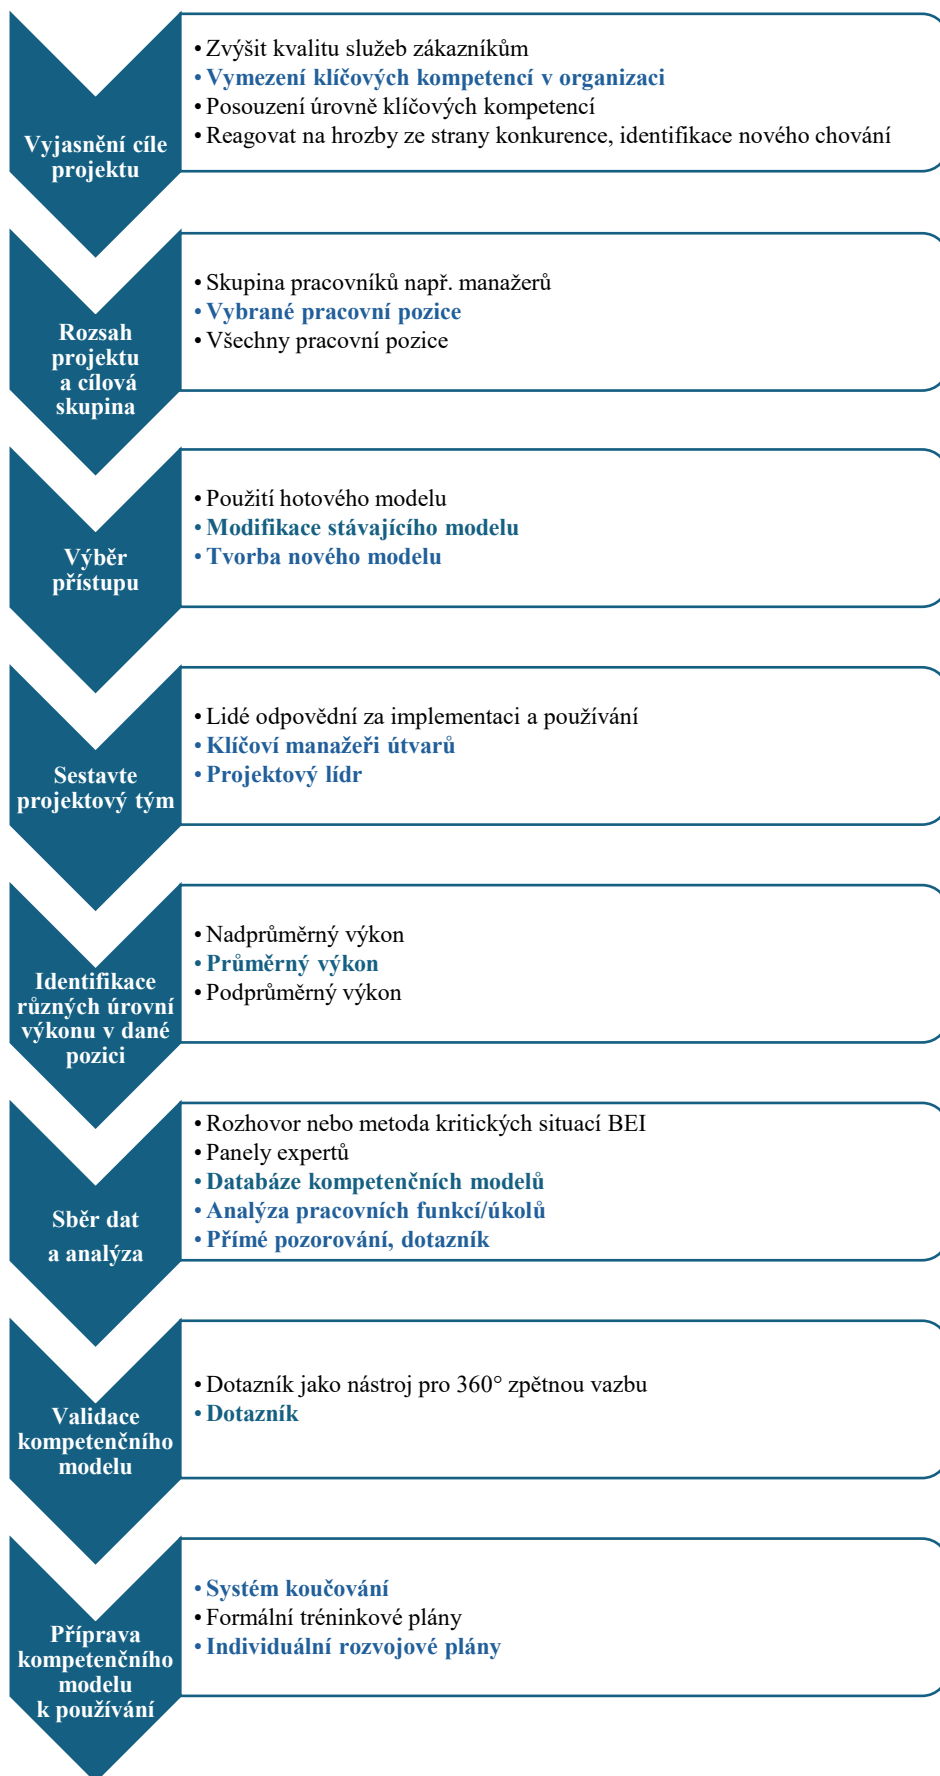 Vyjasnění cíle
projektu
• Zvýšit kvalitu služeb zákazníkům
• Vymezení klíčových kompetencí v organizaci
• Posouzení úrovně klíčových kompetencí
• Reagovat na hrozby ze strany konkurence, identifikace nového chování
Rozsah
projektu
a cílová
skupina
• Skupina pracovníků např. manažerů
• Vybrané pracovní pozice
• Všechny pracovní pozice
Výběr
přístupu
• Použití hotového modelu
• Modifikace stávajícího modelu
• Tvorba nového modelu
Sestavte
projektový tým
• Lidé odpovědní za implementaci a používání
• Klíčoví manažeři útvarů
• Projektový lídr
Identifikace
různých úrovní
výkonu v dané
pozici
• Nadprůměrný výkon
• Průměrný výkon
• Podprůměrný výkon
Sběr dat
a analýza
• Rozhovor nebo metoda kritických situací BEI
• Panely expertů
• Databáze kompetenčních modelů
• Analýza pracovních funkcí/úkolů
• Přímé pozorování, dotazník
Validace
kompetenčního
modelu
• Dotazník jako nástroj pro 360° zpětnou vazbu
• Dotazník
Příprava
kompetenčního
modelu
k používání
• Systém koučování
• Formální tréninkové plány
• Individuální rozvojové plány